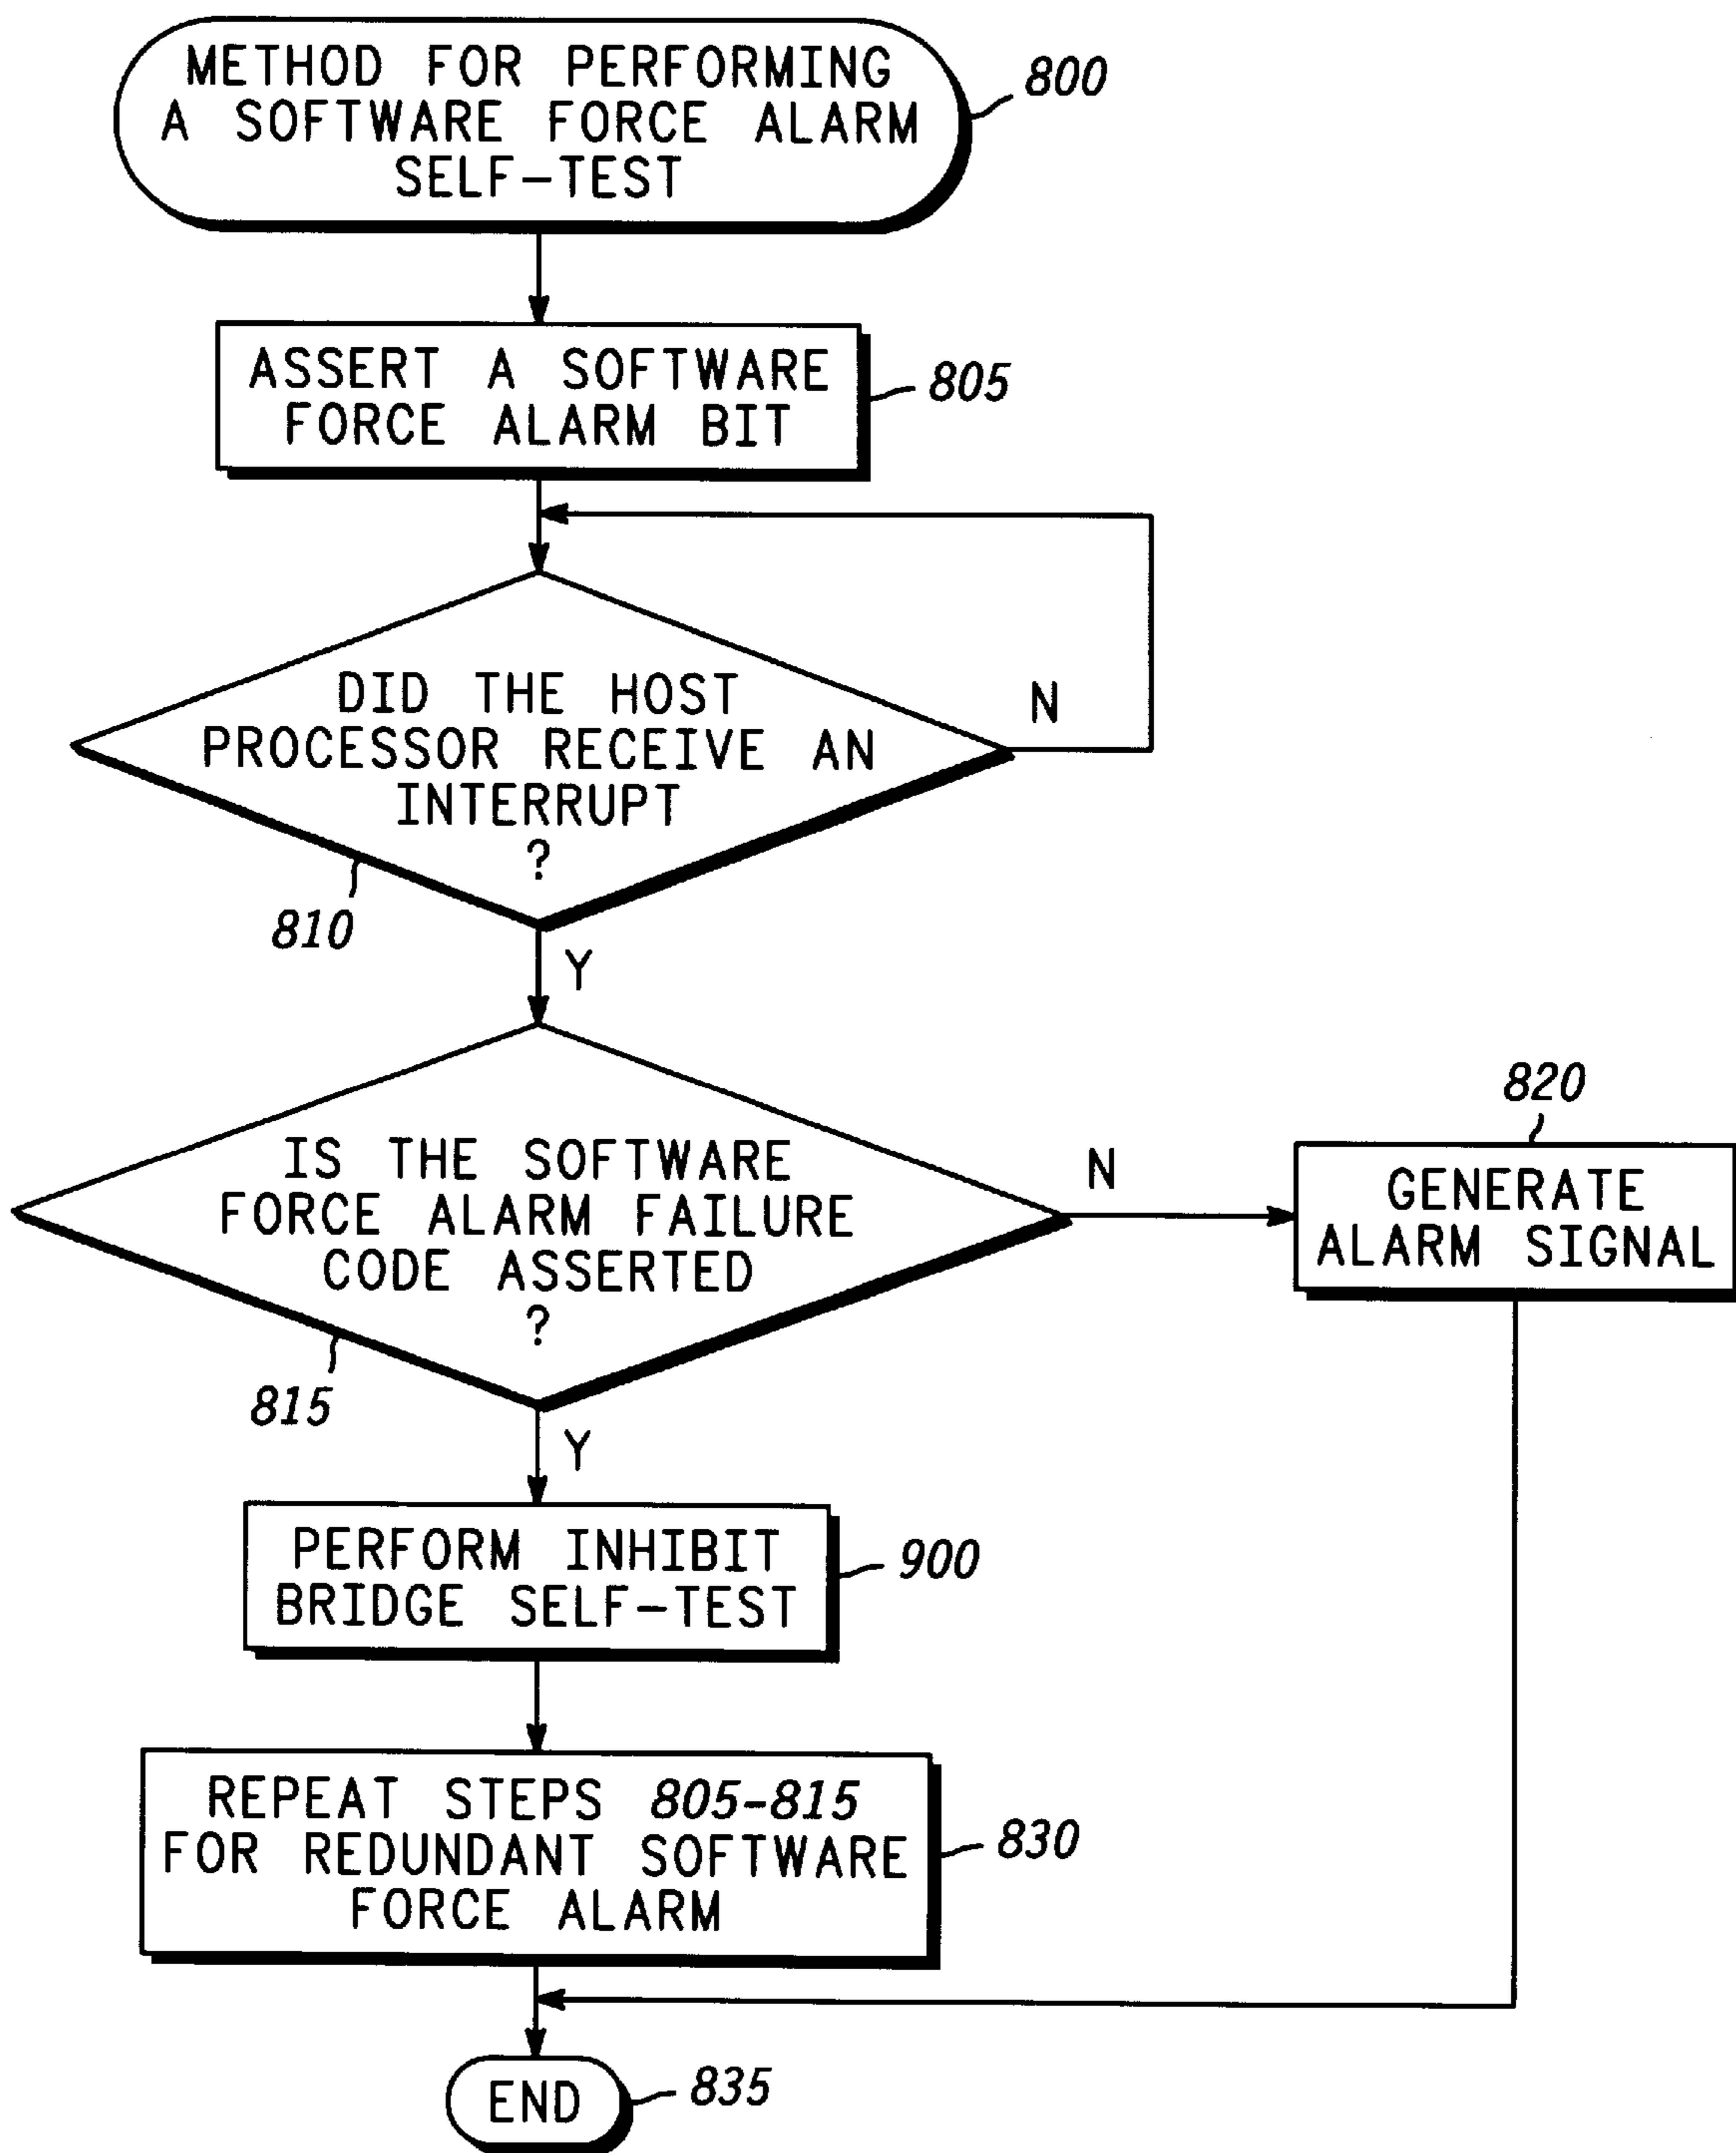 METHOD FOR PERFORMING
A SOFTWARE FORCE ALARM
SELF-TEST
800
ASSERT A SOFTWARE
FORCE ALARM BIT
805
DID THE HOST
PROCESSOR RECEIVE AN
INTERRUPT
?
N
810
Y
IS THE SOFTWARE
FORCE ALARM FAILURE
CODE ASSERTED
?
N
815
820
GENERATE
ALARM SIGNAL
Y
PERFORM INHIBIT
BRIDGE SELF-TEST
900
REPEAT STEPS 805-815
FOR REDUNDANT SOFTWARE
FORCE ALARM
830
END
835